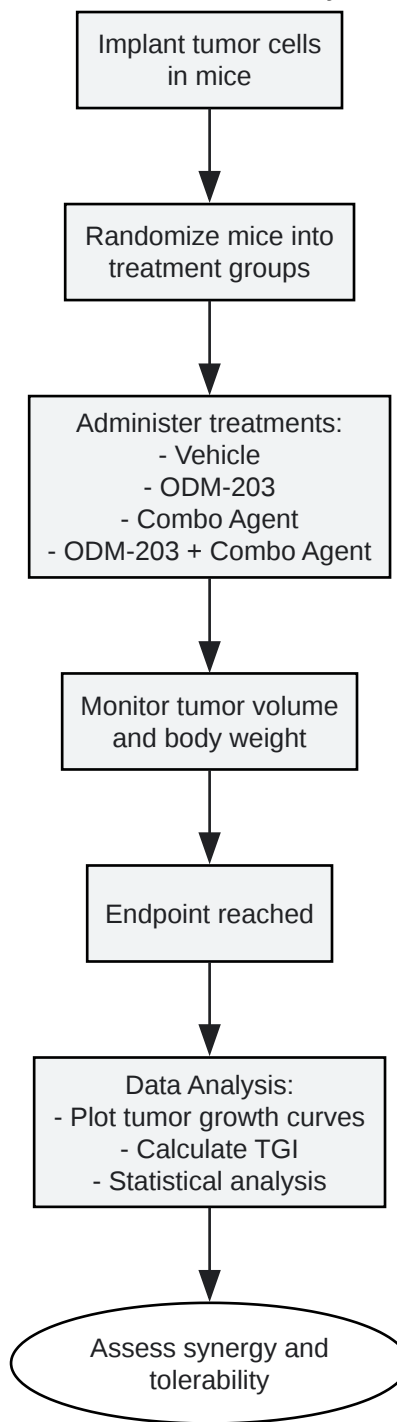 Implant tumor cells
in mice
Randomize mice into
treatment groups
Administer treatments:
- Vehicle
- ODM-203
- Combo Agent
- ODM-203 + Combo Agent
Monitor tumor volume
and body weight
Endpoint reached
Data Analysis:
- Plot tumor growth curves
- Calculate TGI
- Statistical analysis
Assess synergy and
tolerability